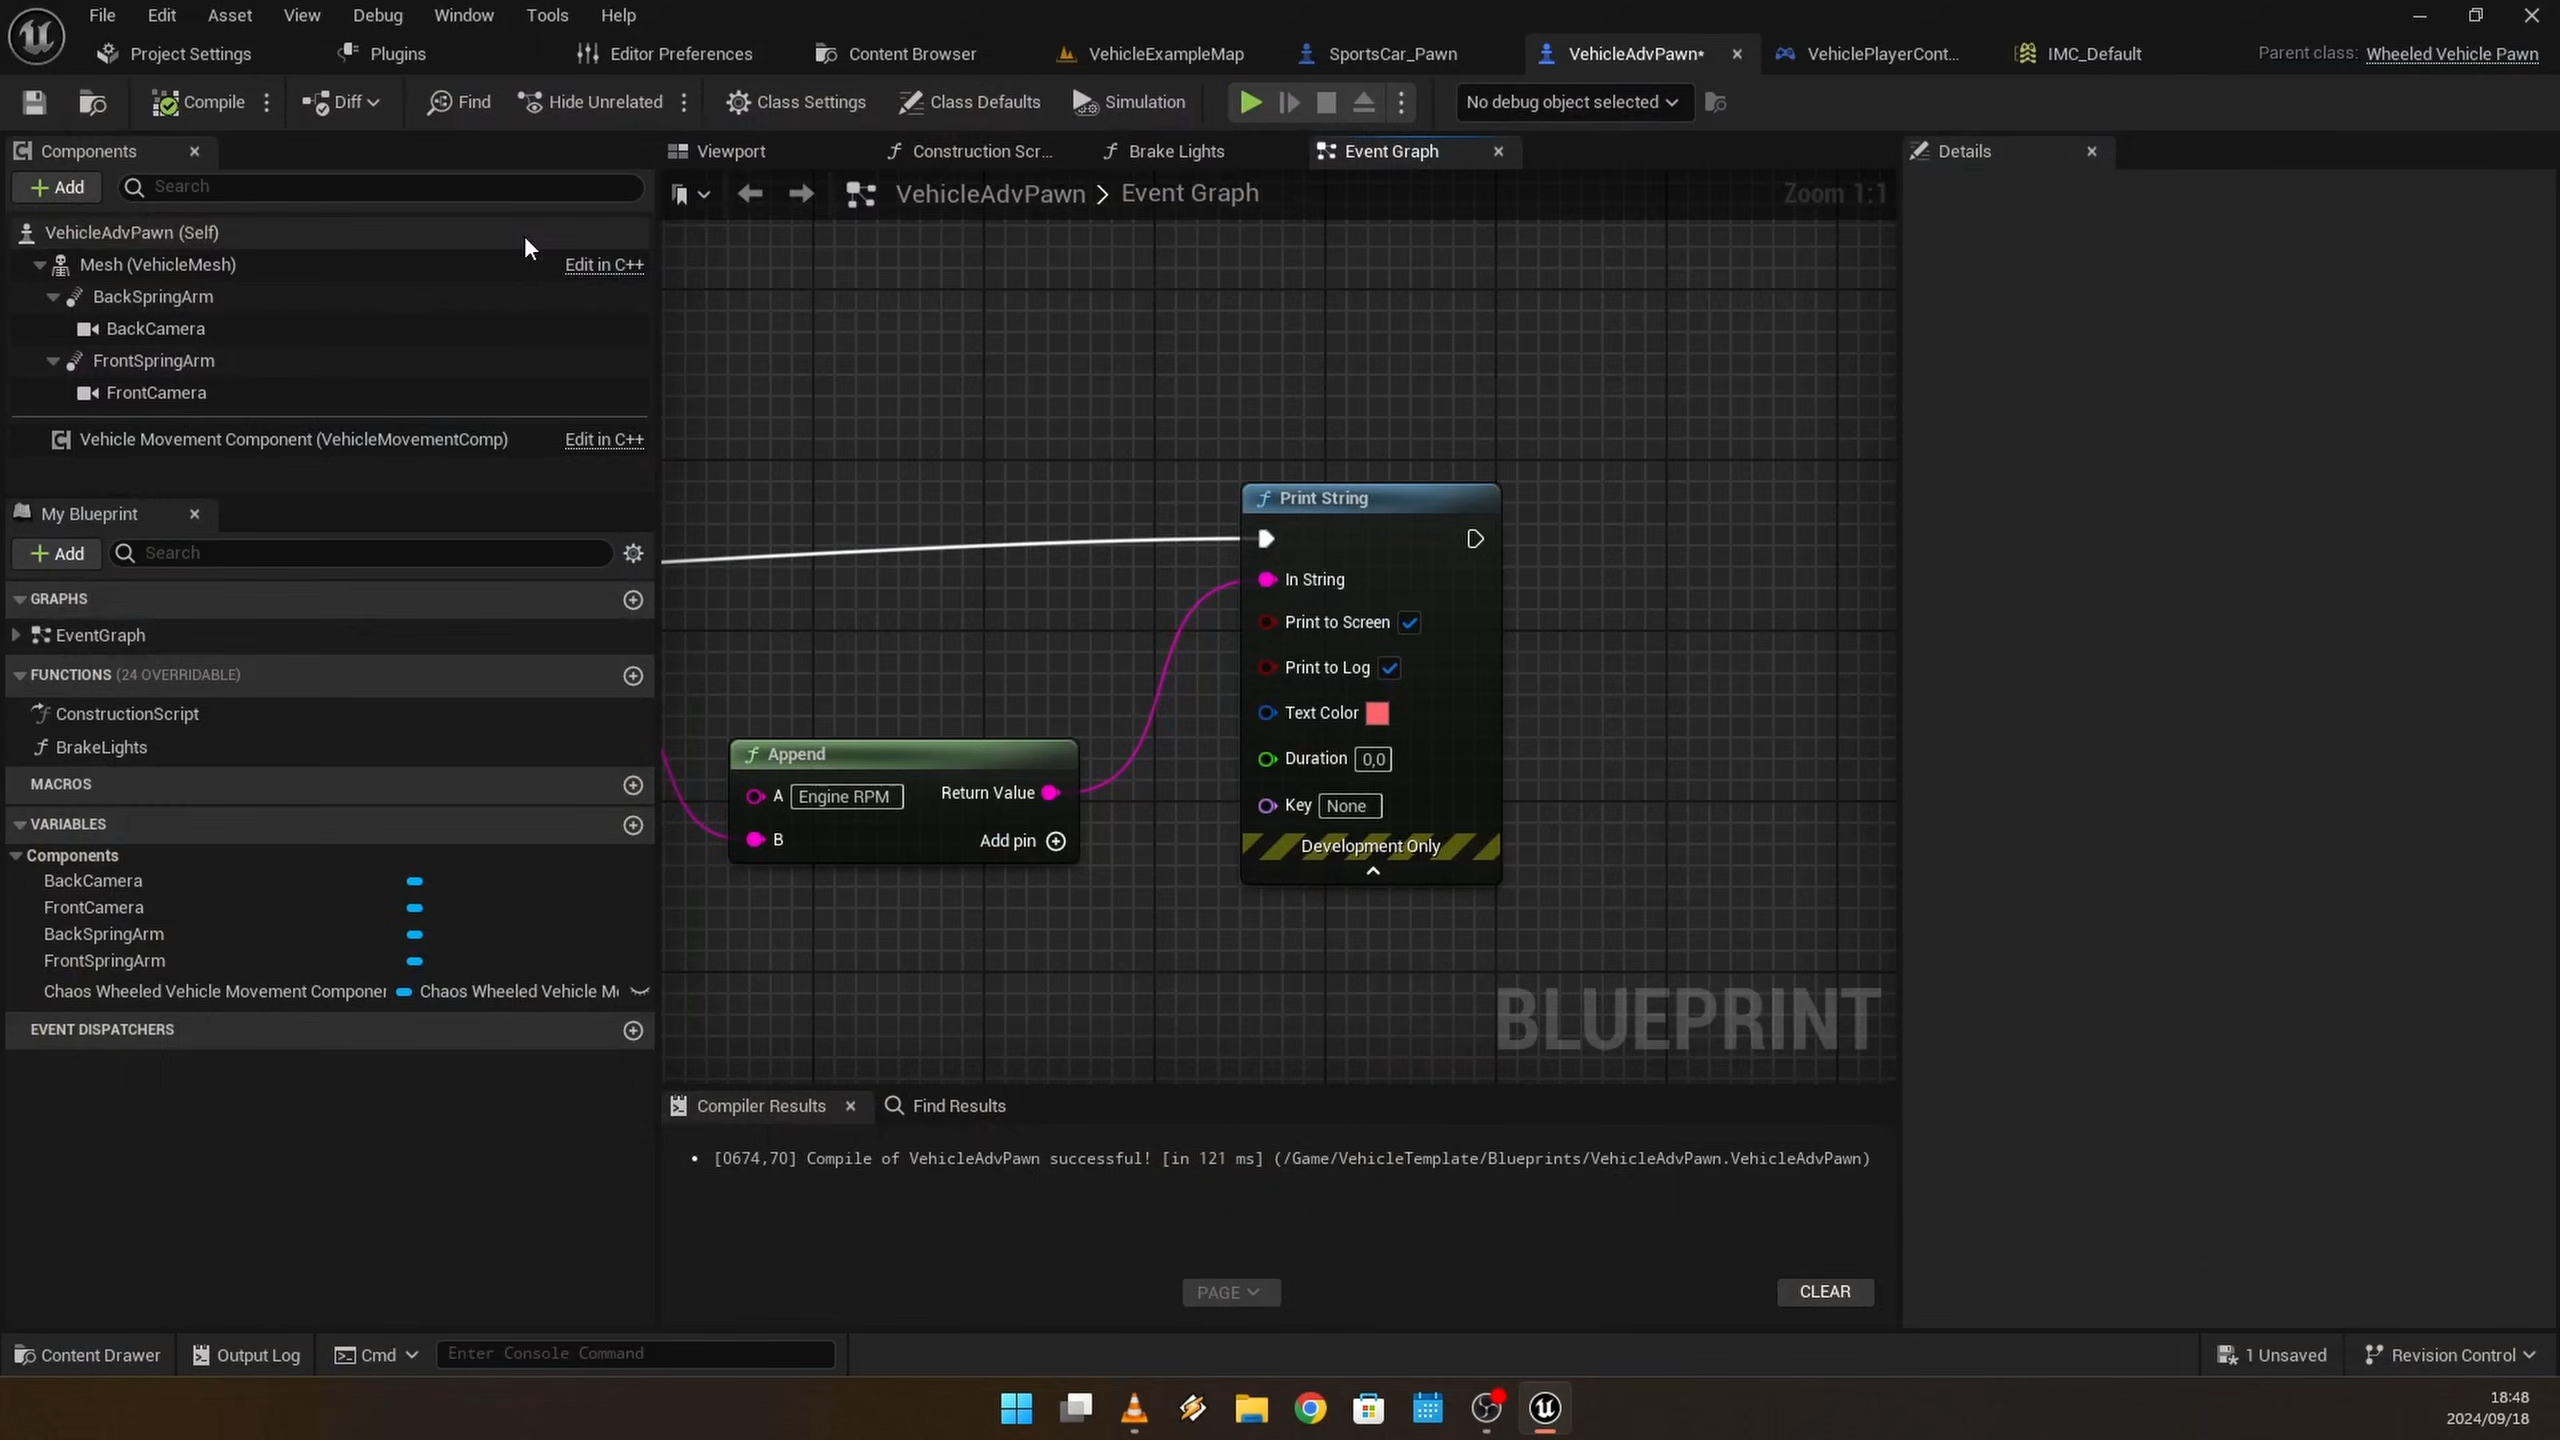 File Edit Asset View Debug Window Tools Help
Project Settings Plugins Editor Preferences Content Browser VehicleExampleMap SportsCar_Pawn VehicleAdvPawn* VehiclePlayerCont... IMC_Default Parent class: Wheeled Vehicle Pawn
Compile Diff Find Hide Unrelated Class Settings Class Defaults Simulation No debug object selected
Components
Add Search
VehicleAdvPawn (Self)
Mesh (VehicleMesh) Edit in C++
BackSpringArm
BackCamera
FrontSpringArm
FrontCamera
Vehicle Movement Component (VehicleMovementComp) Edit in C++
My Blueprint
Add Search
GRAPHS
EventGraph
FUNCTIONS (24 OVERRIDABLE)
ConstructionScript
BrakeLights
MACROS
VARIABLES
Components
BackCamera
FrontCamera
BackSpringArm
FrontSpringArm
Chaos Wheeled Vehicle Movement Componer Chaos Wheeled Vehicle M
EVENT DISPATCHERS
Viewport Construction Scr... Brake Lights Event Graph
VehicleAdvPawn > Event Graph Zoom 1:1
Print String
In String
Print to Screen
Print to Log
Text Color
Duration 0,0
Key None
Development Only
Append
A Engine RPM Return Value
B Add pin
BLUEPRINT
Compiler Results Find Results
• [0674,70] Compile of VehicleAdvPawn successful! [in 121 ms] (/Game/VehicleTemplate/Blueprints/VehicleAdvPawn.VehicleAdvPawn)
PAGE CLEAR
Details
Content Drawer Output Log Cmd Enter Console Command 1 Unsaved Revision Control
18:48
2024/09/18